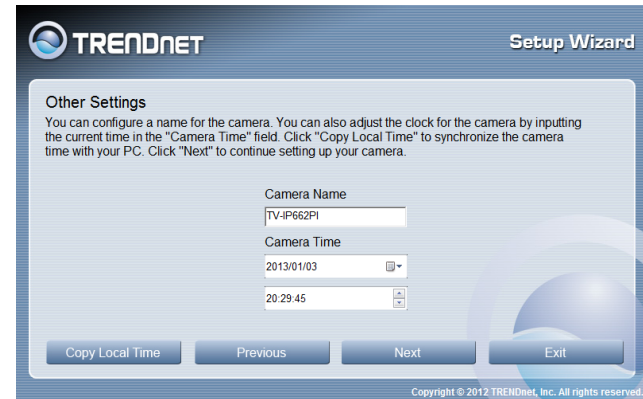 TRENDNET
Setup Wizard
Other Settings
You can configure a name for the camera. You can also adjust the clock for the camera by inputting
the current time in the "Camera Time" field. Click "Copy Local Time" to synchronize the camera
time with your PC. Click "Next" to continue setting up your camera.
Camera Name
TV-IP662PI
Camera Time
2013/01/03
20:29:45
Copy Local Time
Previous
Next
Exit
Copyright © 2012 TRENDnet, Inc. All rights reserved.